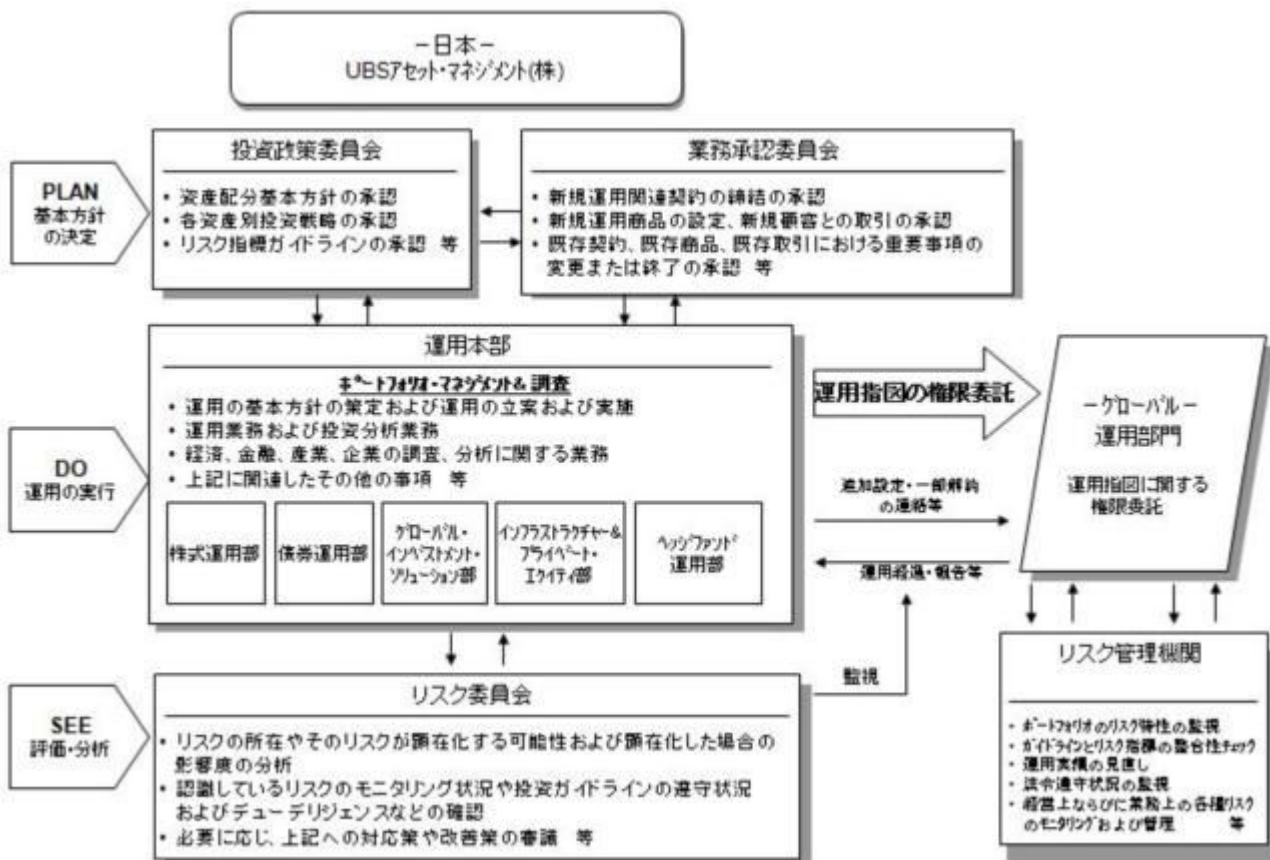 －日本－
UBSアセット・マネジメント(株)
PLAN
基本方針
の決定
投資政策委員会
• 資産配分基本方針の承認
• 各資産別投資戦略の承認
• リスク指標ガイドラインの承認 等
業務承認委員会
• 新規運用関連契約の締結の承認
• 新規運用商品の設定、新規顧客との取引の承認
• 既存契約、既存商品、既存取引における重要事項の
変更または終了の承認 等
DO
運用の実行
運用本部
ポートフォリオ・マネジメント& 調査
• 運用の基本方針の策定および運用の立案および実施
• 運用業務および投資分析業務
• 経済、金融、産業、企業の調査、分析に関する業務
• 上記に関連したその他の事項 等
株式運用部
債券運用部
グローバル・
インベストメント・
ソリューション部
インフラストラクチャー&
プライベート・
エクイティ部
ヘッジファンド
運用部
運用指図の権限委託
追加設定・一部解約
の連絡等
運用経過・報告等
監視
－グローバル－
運用部門
運用指図に関する
権限委託
SEE
評価・分析
リスク委員会
• リスクの所在やそのリスクが顕在化する可能性および顕在化した場合の
影響度の分析
• 認識しているリスクのモニタリング状況や投資ガイドラインの遵守状況
およびデューデリジェンスなどの確認
• 必要に応じ、上記への対応策や改善策の審議 等
リスク管理機関
• ポートフォリオのリスク特性の監視
• ガイドラインとリスク指標の整合性チェック
• 運用実績の見直し
• 法令遵守状況の監視
• 経営上ならびに業務上の各種リスク
のモニタリングおよび管理 等